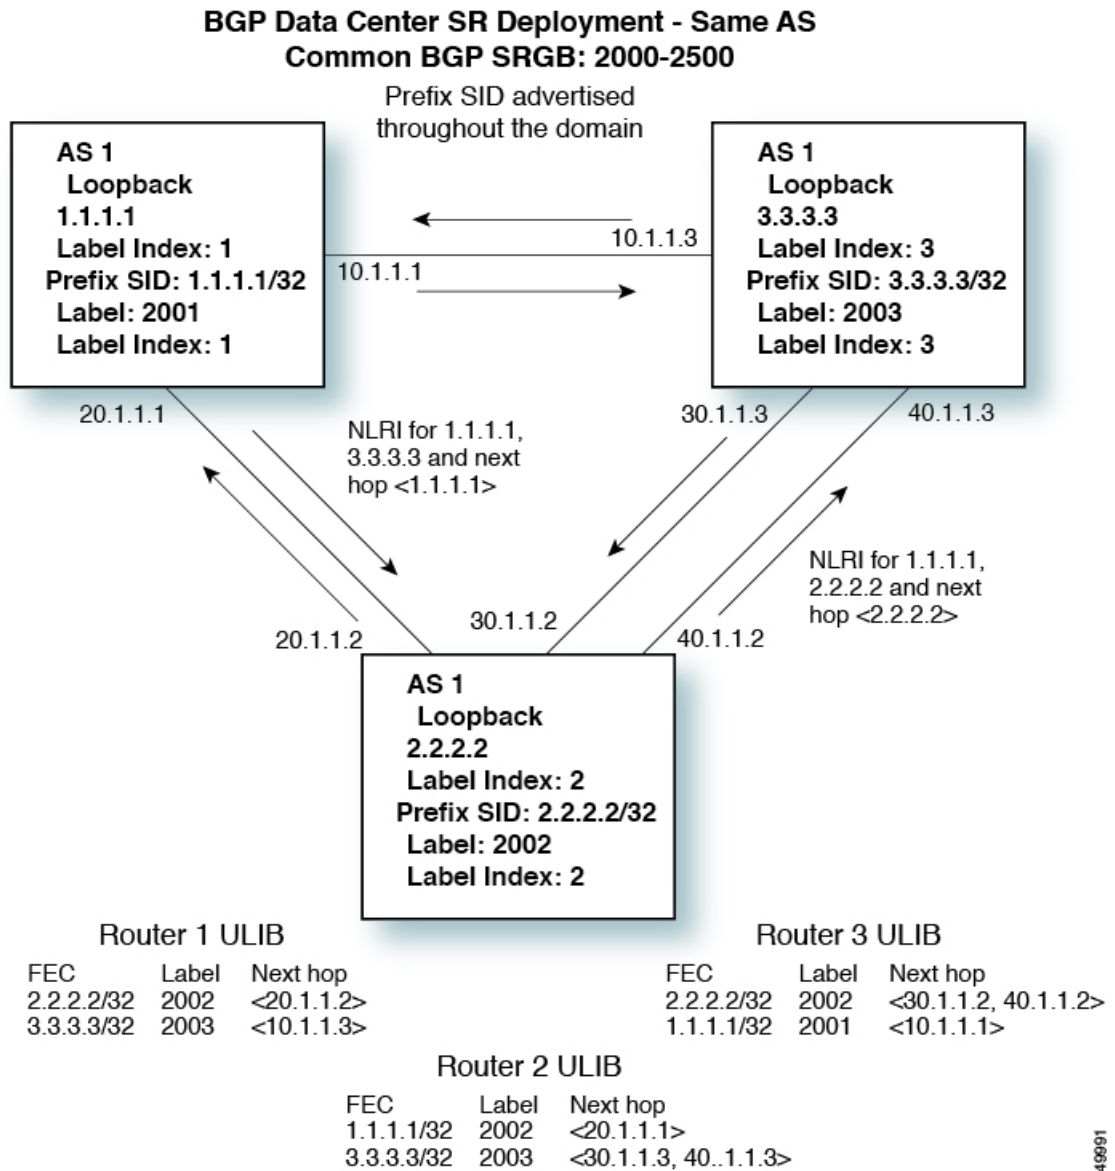 BGP Data Center SR Deployment - Same AS
Common BGP SRGB: 2000-2500
Prefix SID advertised
throughout the domain
AS 1
Loopback
1.1.1.1
Label Index: 1
Prefix SID: 1.1.1.1/32
Label: 2001
Label Index: 1
AS 1
Loopback
3.3.3.3
Label Index: 3
Prefix SID: 3.3.3.3/32
Label: 2003
Label Index: 3
10.1.1.3
10.1.1.1
20.1.1.1
30.1.1.3
40.1.1.3
NLRI for 1.1.1.1,
3.3.3.3 and next
hop <1.1.1.1>
NLRI for 1.1.1.1,
2.2.2.2 and next
hop <2.2.2.2>
20.1.1.2
30.1.1.2
40.1.1.2
AS 1
Loopback
2.2.2.2
Label Index: 2
Prefix SID: 2.2.2.2/32
Label: 2002
Label Index: 2
Router 1 ULIB
FEC Label Next hop
2.2.2.2/32 2002 <20.1.1.2>
3.3.3.3/32 2003 <10.1.1.3>
Router 3 ULIB
FEC Label Next hop
2.2.2.2/32 2002 <30.1.1.2, 40.1.1.2>
1.1.1.1/32 2001 <10.1.1.1>
Router 2 ULIB
FEC Label Next hop
1.1.1.1/32 2002 <20.1.1.1>
3.3.3.3/32 2003 <30.1.1.3, 40..1.1.3>